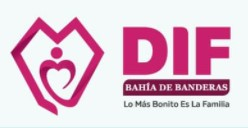 DIF
BAHÍA DE BANDERAS
Lo Más Bonito Es La Familia